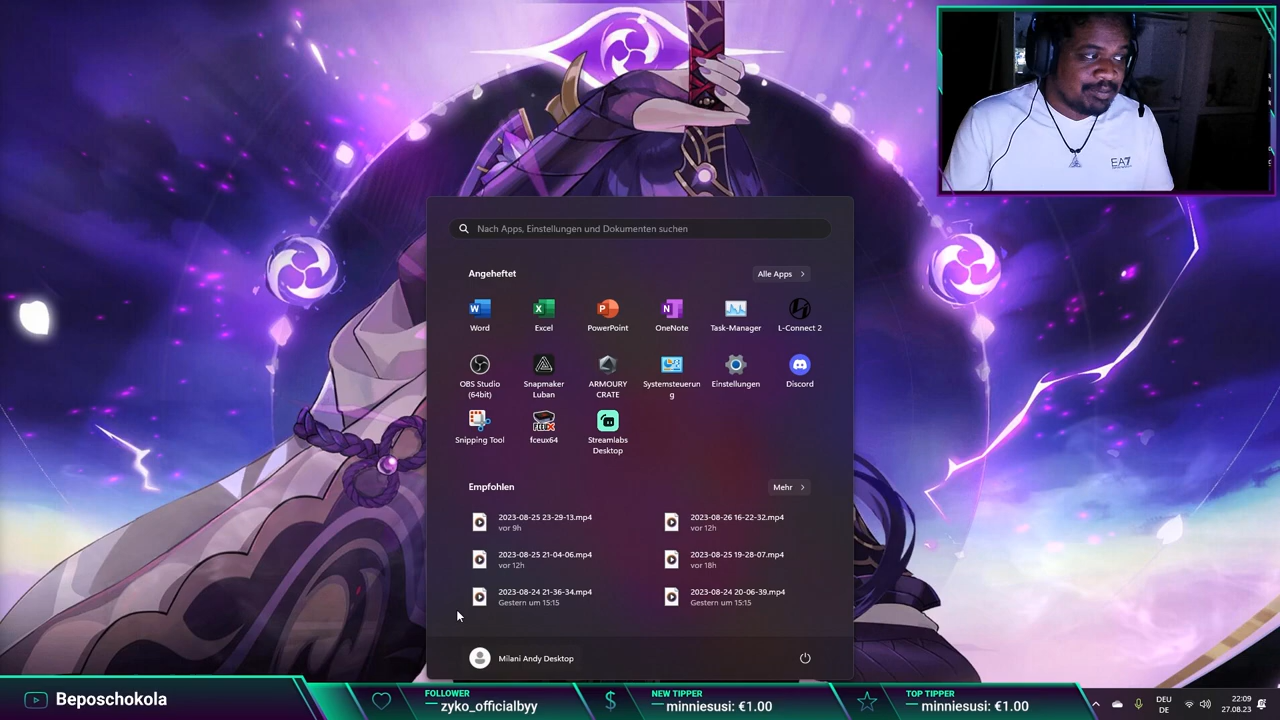 EA7
Nach Apps, Einstellungen und Dokumenten suchen
Angeheftet
Alle Apps
Word
Excel
PowerPoint
OneNote
Task-Manager
L-Connect 2
OBS Studio
(64bit)
Snapmaker
Luban
ARMOURY
CRATE
Systemsteuerun
g
Einstellungen
Discord
Snipping Tool
fceux64
Streamlabs
Desktop
Empfohlen
Mehr
2023-08-25 23-29-13.mp4
vor 9h
2023-08-26 16-22-32.mp4
vor 12h
2023-08-25 21-04-06.mp4
vor 12h
2023-08-25 19-28-07.mp4
vor 18h
2023-08-24 21-36-34.mp4
Gestern um 15:15
2023-08-24 20-06-39.mp4
Gestern um 15:15
Milani Andy Desktop
Beposchokola
FOLLOWER
zyko_officialbyy
NEW TIPPER
minniesusi: €1.00
TOP TIPPER
minniesusi: €1.00
DEU
DE
22:09
27.08.23